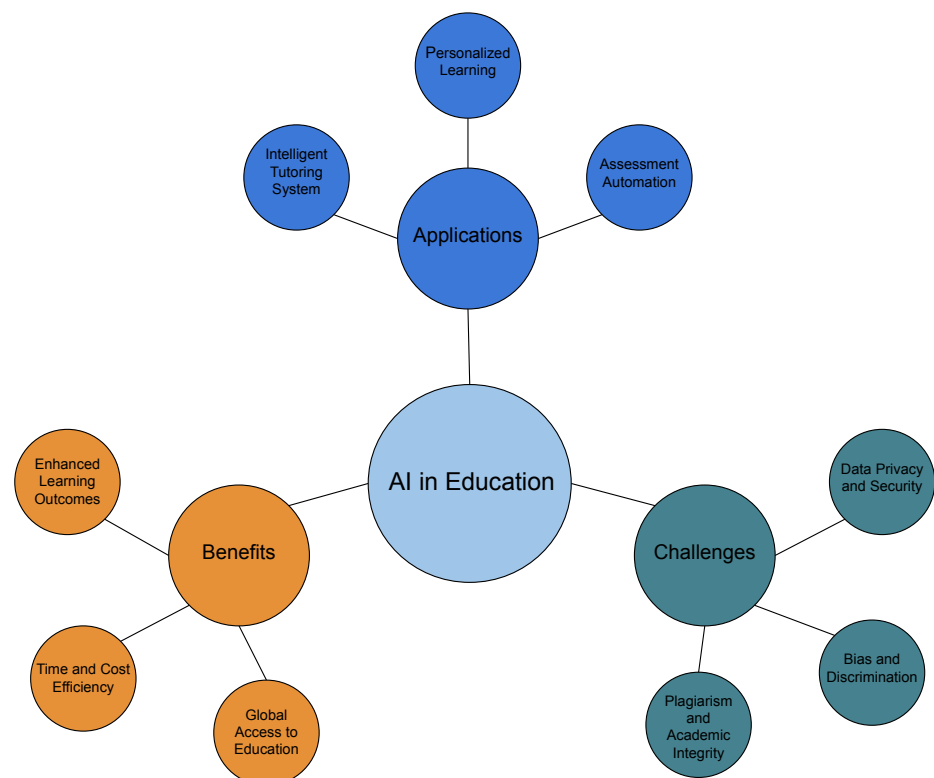 Personalized
Learning
Intelligent
Tutoring
System
Assessment
Automation
Applications
AI in Education
Enhanced
Learning
Outcomes
Benefits
Time and Cost
Efficiency
Global
Access to
Education
Challenges
Data Privacy
and Security
Bias and
Discrimination
Plagiarism
and
Academic
Integrity